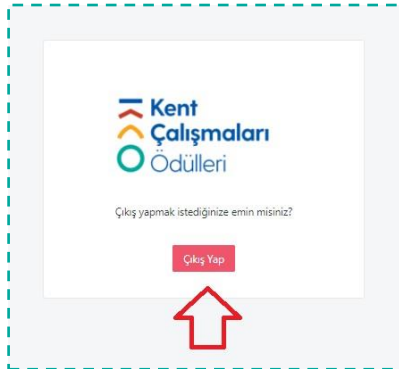 Kent
Çalışmaları
Ödülleri
Çıkış yapmak istediğinize emin misiniz?
Çıkış Yap